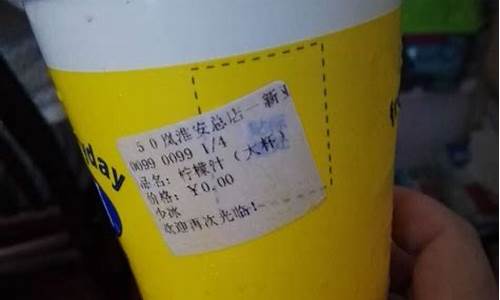 50岚淮安总店—新
0099 0099 1/4
品名：柠檬汁（大杯）
价格：¥0.00
少冰
欢迎再次光临！
day